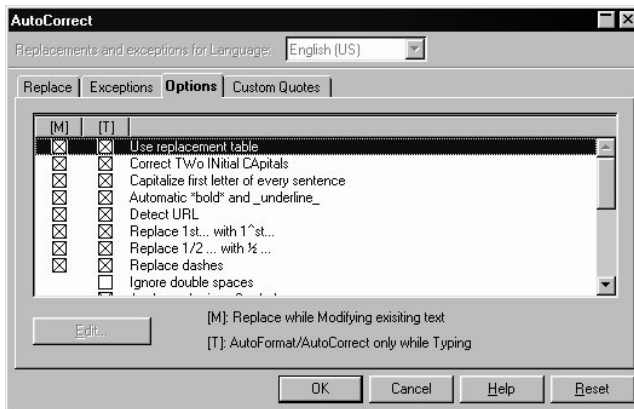 AutoCorrect
Replacements and exceptions for Language: English (US)
Replace Exceptions Options Custom Quotes
[M] [T]
Use replacement table
Correct TWo INitial CApitals
Capitalize first letter of every sentence
Automatic *bold* and _underline_
Detect URL
Replace 1st... with 1^st...
Replace 1/2 ... with ½ ...
Replace dashes
Ignore double spaces
Edit...
[M]: Replace while Modifying exisiting text
[T]: AutoFormat/AutoCorrect only while Typing
OK Cancel Help Reset